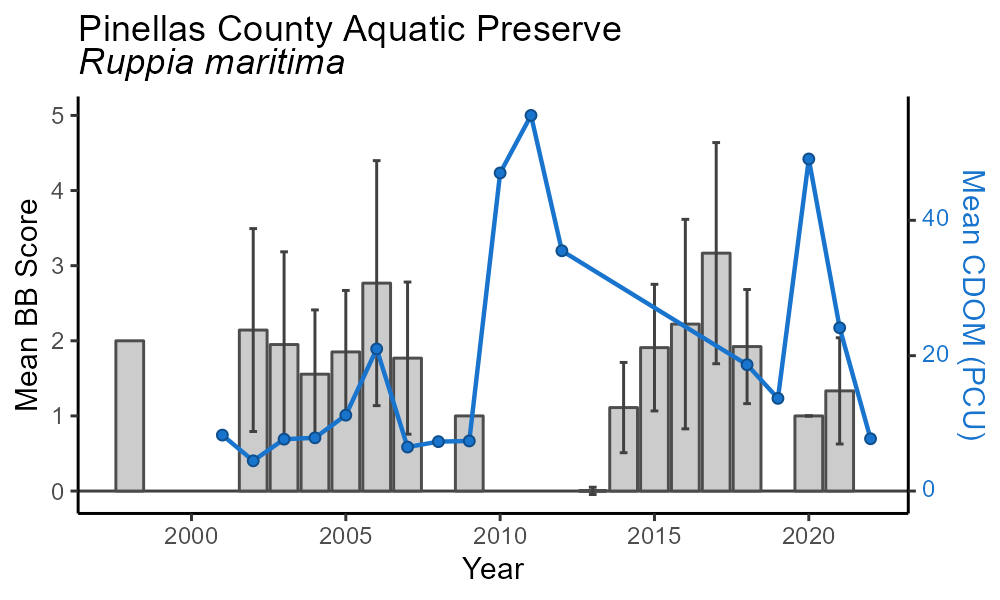 Pinellas County Aquatic Preserve
Ruppia maritima
5
4
3
2
1
0
Mean BB Score
40
20
0
Mean CDOM (PCU)
2000 2005 2010 2015 2020
Year